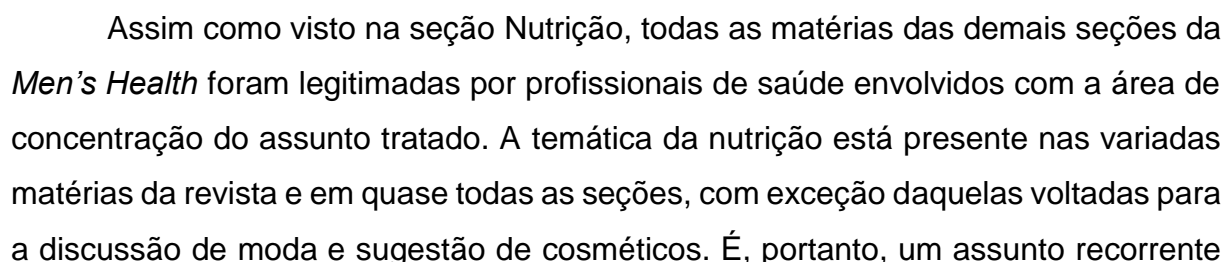 Assim como visto na seção Nutrição, todas as matérias das demais seções da
Men's Health foram legitimadas por profissionais de saúde envolvidos com a área de
concentração do assunto tratado. A temática da nutrição está presente nas variadas
matérias da revista e em quase todas as seções, com exceção daquelas voltadas para
a discussão de moda e sugestão de cosméticos. É, portanto, um assunto recorrente